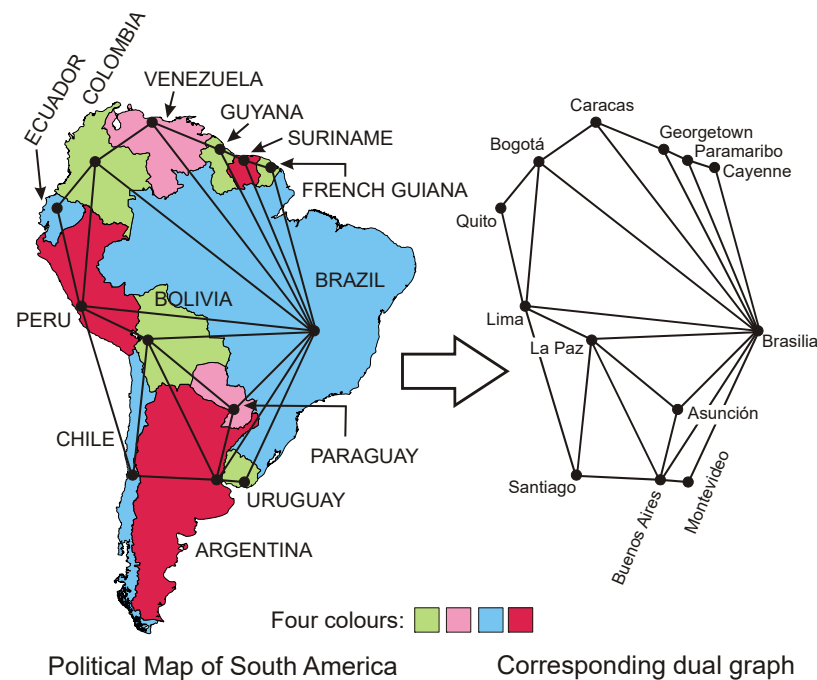 ECUADOR
COLOMBIA
VENEZUELA
GUYANA
SURINAME
FRENCH GUIANA
BRAZIL
BOLIVIA
PERU
CHILE
PARAGUAY
URUGUAY
ARGENTINA
Caracas
Georgetown
Paramaribo
Cayenne
Bogotá
Quito
Lima
La Paz
Brasilia
Asunción
Santiago
Buenos Aires
Montevideo
Four colours:
Political Map of South America
Corresponding dual graph